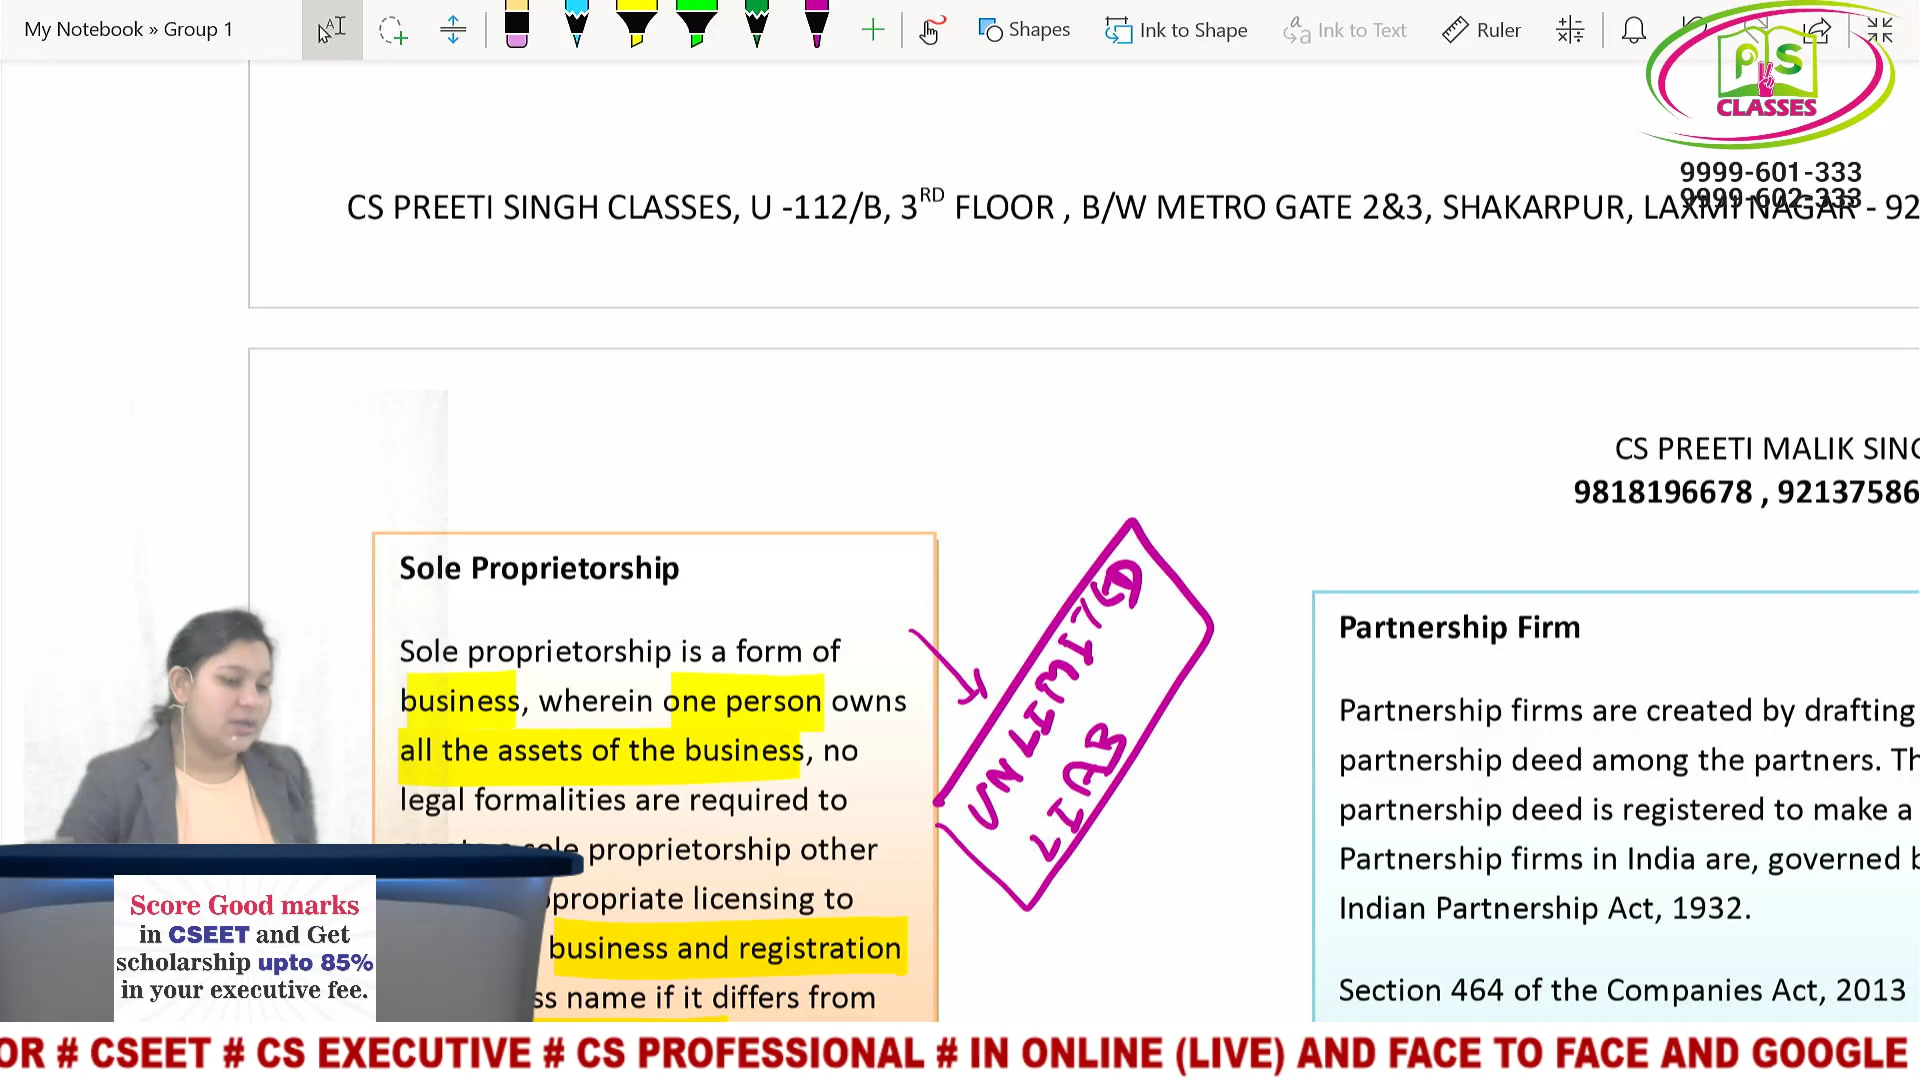 My Notebook » Group 1
Shapes
Ink to Shape
Ink to Text
Ruler
PS
CLASSES
9999-601-333
9999-602-333
CS PREETI SINGH CLASSES, U -112/B, 3RD FLOOR , B/W METRO GATE 2&3, SHAKARPUR, LAXMI NAGAR - 92
CS PREETI MALIK SING
9818196678 , 92137586
Sole Proprietorship
Sole proprietorship is a form of
business, wherein one person owns
all the assets of the business, no
legal formalities are required to
sole proprietorship other
propriate licensing to
business and registration
ss name if it differs from
UNLIMITED
LIAB
Partnership Firm
Partnership firms are created by drafting
partnership deed among the partners. Th
partnership deed is registered to make a
Partnership firms in India are, governed b
Indian Partnership Act, 1932.
Section 464 of the Companies Act, 2013
Score Good marks
in CSEET and Get
scholarship upto 85%
in your executive fee.
OR # CSEET # CS EXECUTIVE # CS PROFESSIONAL # IN ONLINE (LIVE) AND FACE TO FACE AND GOOGLE